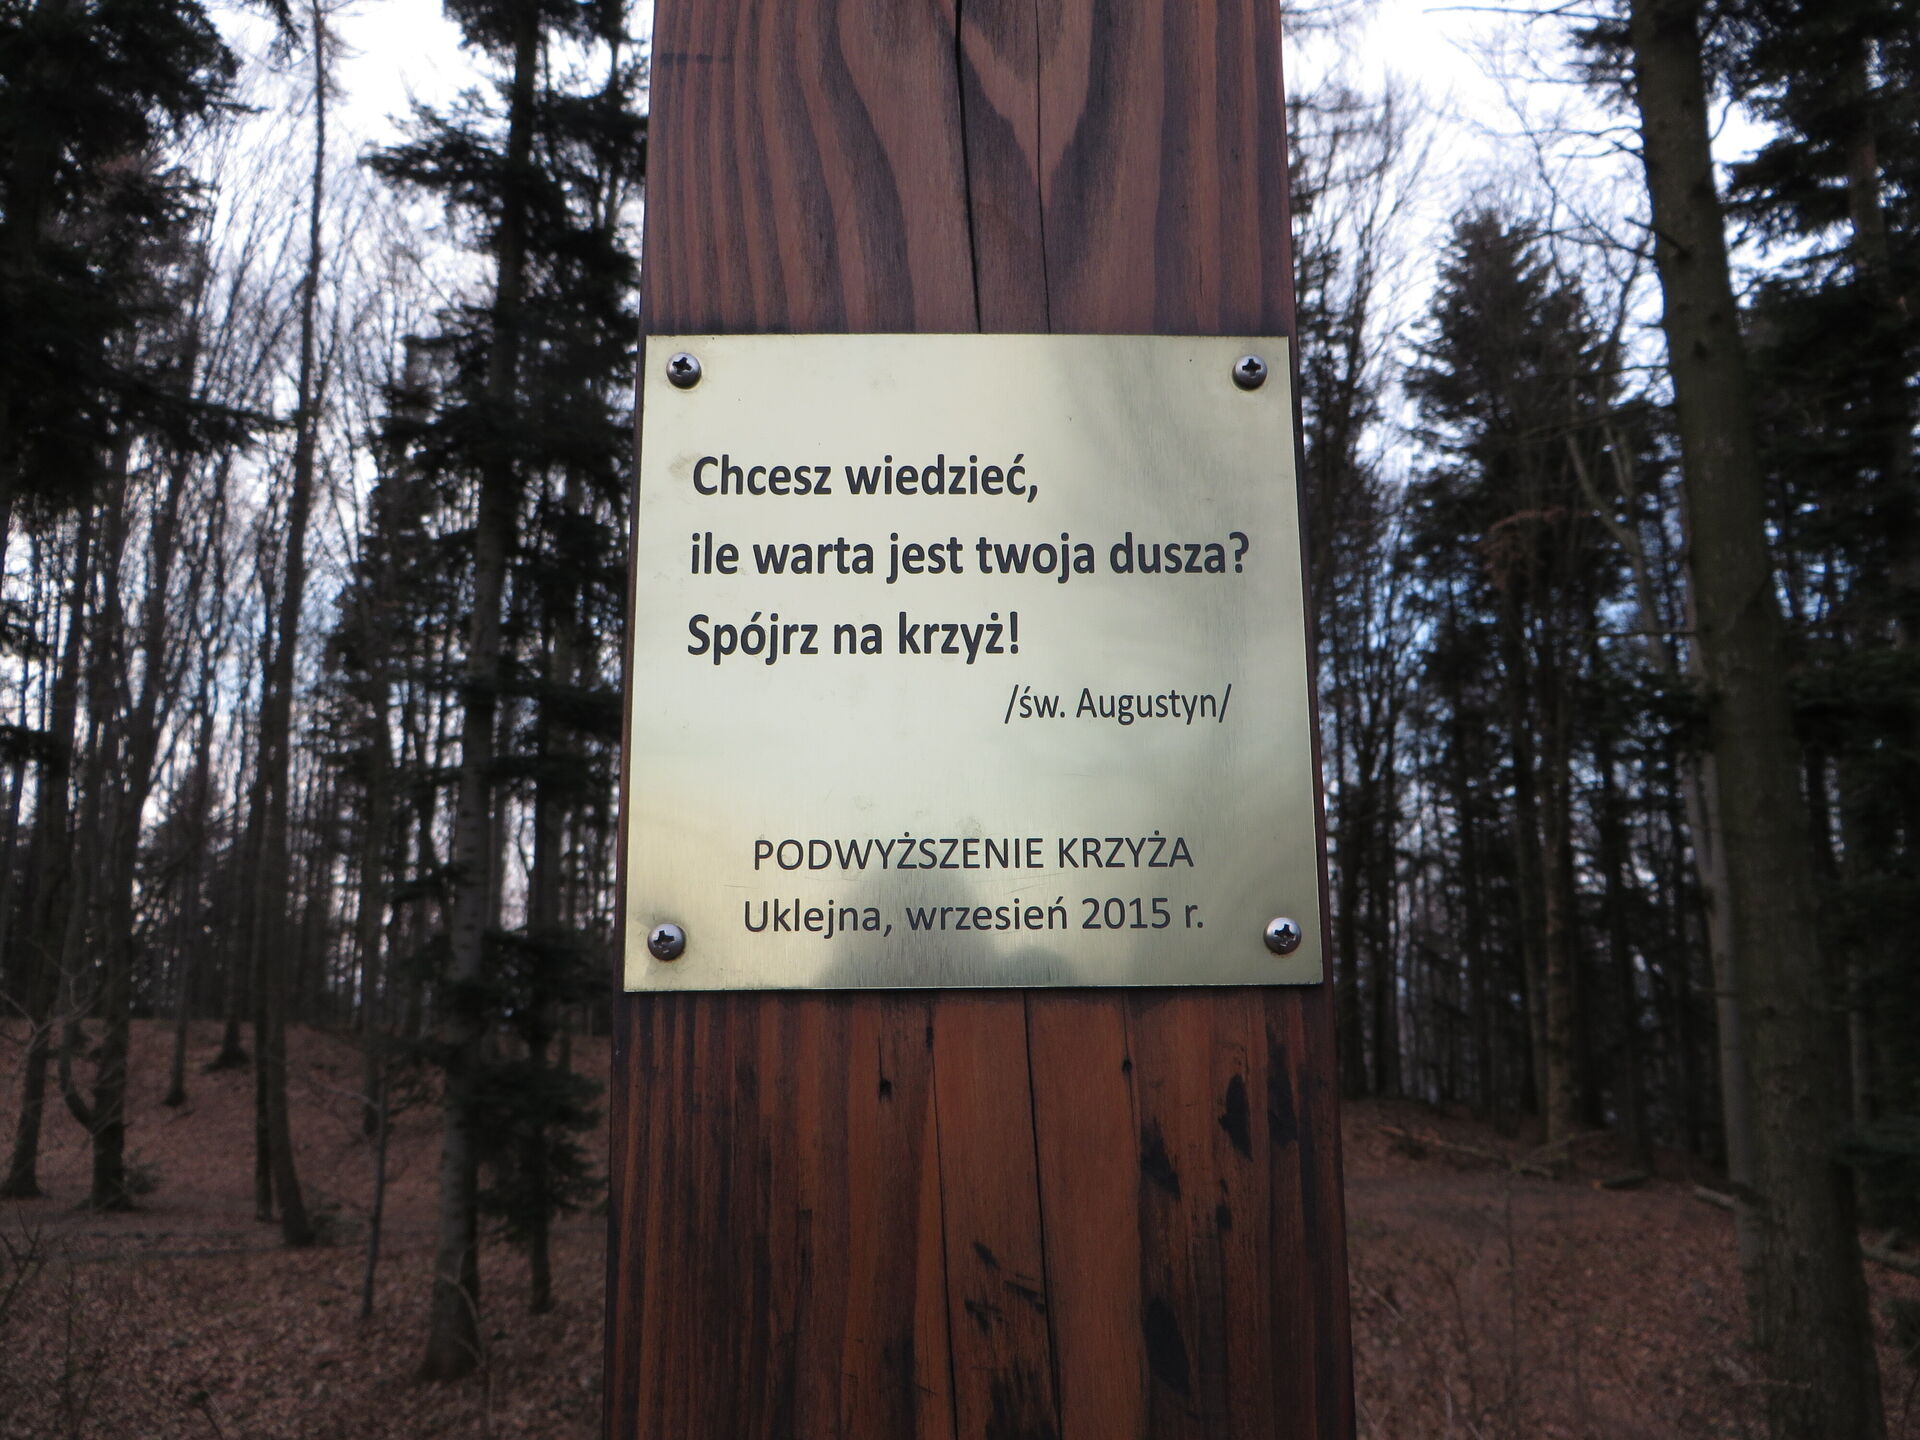 Chcesz wiedzieć,
ile warta jest twoja dusza?
Spójrz na krzyż!
/św. Augustyn/
PODWYŻSZENIE KRZYŻA
Uklejna, wrzesień 2015 r.